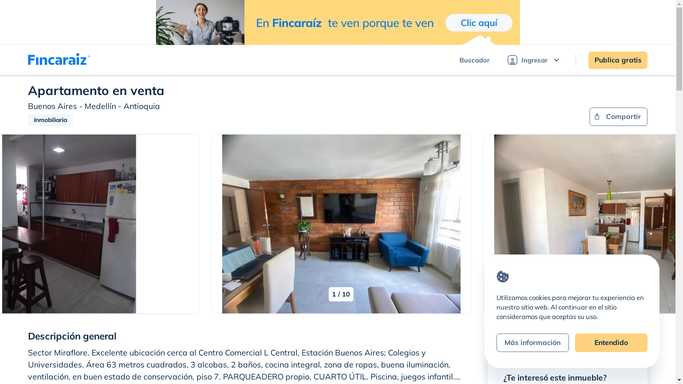 En Fincaraíz te ven porque te ven
Clic aquí
Fincaraíz
Buscador
Ingresar
Publica gratis
Apartamento en venta
Buenos Aires - Medellín - Antioquia
Inmobiliaria
Compartir
1 / 10
Descripción general
Sector Miraflore. Excelente ubicación cerca al Centro Comercial L Central, Estación Buenos Aires; Colegios y
Universidades. Área 63 metros cuadrados, 3 alcobas, 2 baños, cocina integral, zona de ropas, buena iluminación,
ventilación, en buen estado de conservación, piso 7. PARQUEADERO propio, CUARTO ÚTIL. Piscina, juegos infantil....
Utilizamos cookies para mejorar tu experiencia en
nuestro sitio web. Al continuar en el sitio
consideramos que aceptas su uso.
Más información
Entendido
¿Te interesó este inmueble?